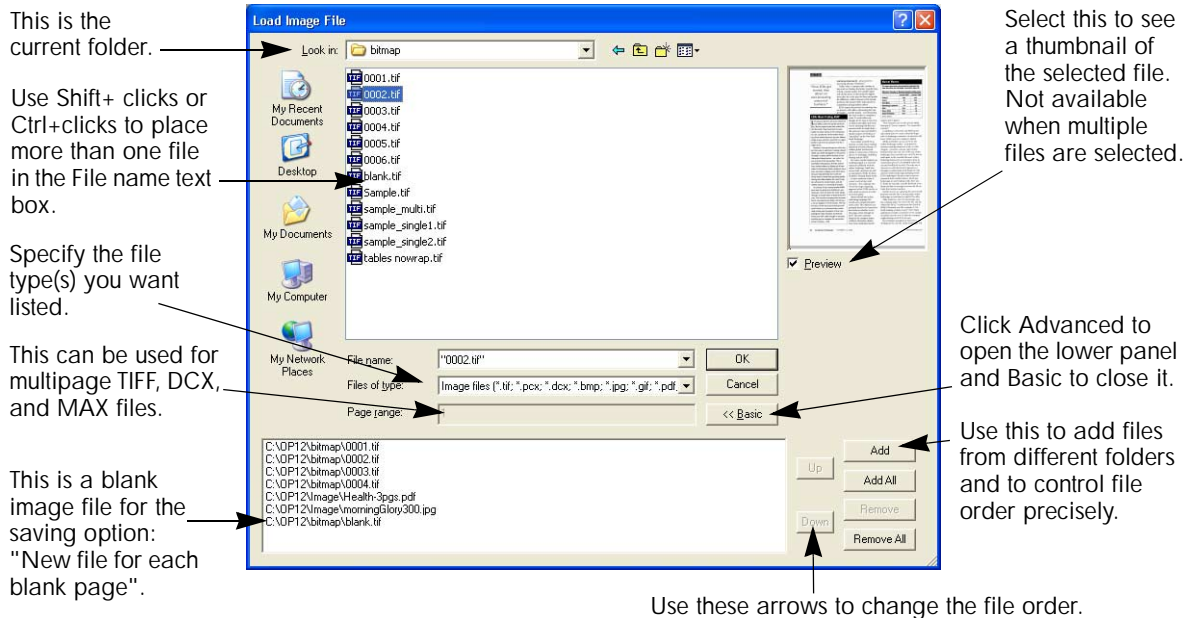 This is the
current folder.
Use Shift+ clicks or
Ctrl+clicks to place
more than one file
in the File name text
box.
Specify the file
type(s) you want
listed.
This can be used for
multipage TIFF, DCX,
and MAX files.
This is a blank
image file for the
saving option:
"New file for each
blank page".
Load Image File
Look in:
bitmap
My Recent
Documents
Desktop
My Documents
My Computer
My Network
Places
0001.tif
0002.tif
0003.tif
0004.tif
0005.tif
0006.tif
blank.tif
Sample.tif
sample_multi.tif
sample_single1.tif
sample_single2.tif
tables nowrap.tif
Preview
File name:
"0002.tif"
OK
Files of type:
Image files (*.tif; *.pcx; *.dcx; *.bmp; *.jpg; *.gif; *.pdf;
Cancel
Page range:
<< Basic
C:\OP12\bitmap\0001.tif
C:\OP12\bitmap\0002.tif
C:\OP12\bitmap\0003.tif
C:\OP12\bitmap\0004.tif
C:\OP12\Image\Health-3pgs.pdf
C:\OP12\Image\morningGlory300.jpg
C:\OP12\bitmap\blank.tif
Up
Down
Add
Add All
Remove
Remove All
Select this to see
a thumbnail of
the selected file.
Not available
when multiple
files are selected.
Click Advanced to
open the lower panel
and Basic to close it.
Use this to add files
from different folders
and to control file
order precisely.
Use these arrows to change the file order.